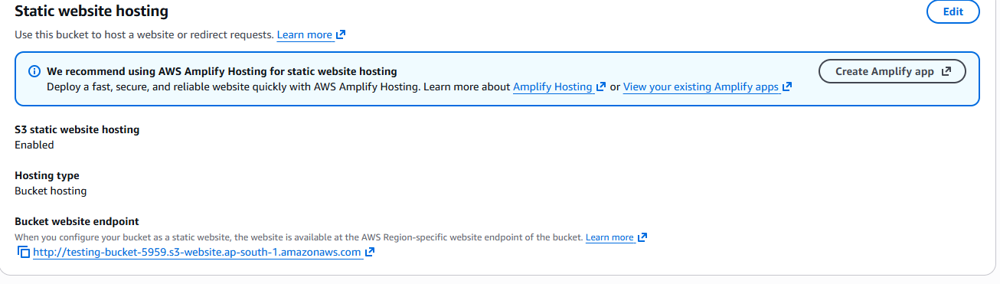 Static website hosting
Edit
Use this bucket to host a website or redirect requests. Learn more
We recommend using AWS Amplify Hosting for static website hosting
Create Amplify app
Deploy a fast, secure, and reliable website quickly with AWS Amplify Hosting. Learn more about Amplify Hosting or View your existing Amplify apps
S3 static website hosting
Enabled
Hosting type
Bucket hosting
Bucket website endpoint
When you configure your bucket as a static website, the website is available at the AWS Region-specific website endpoint of the bucket. Learn more
http://testing-bucket-5959.s3-website.ap-south-1.amazonaws.com